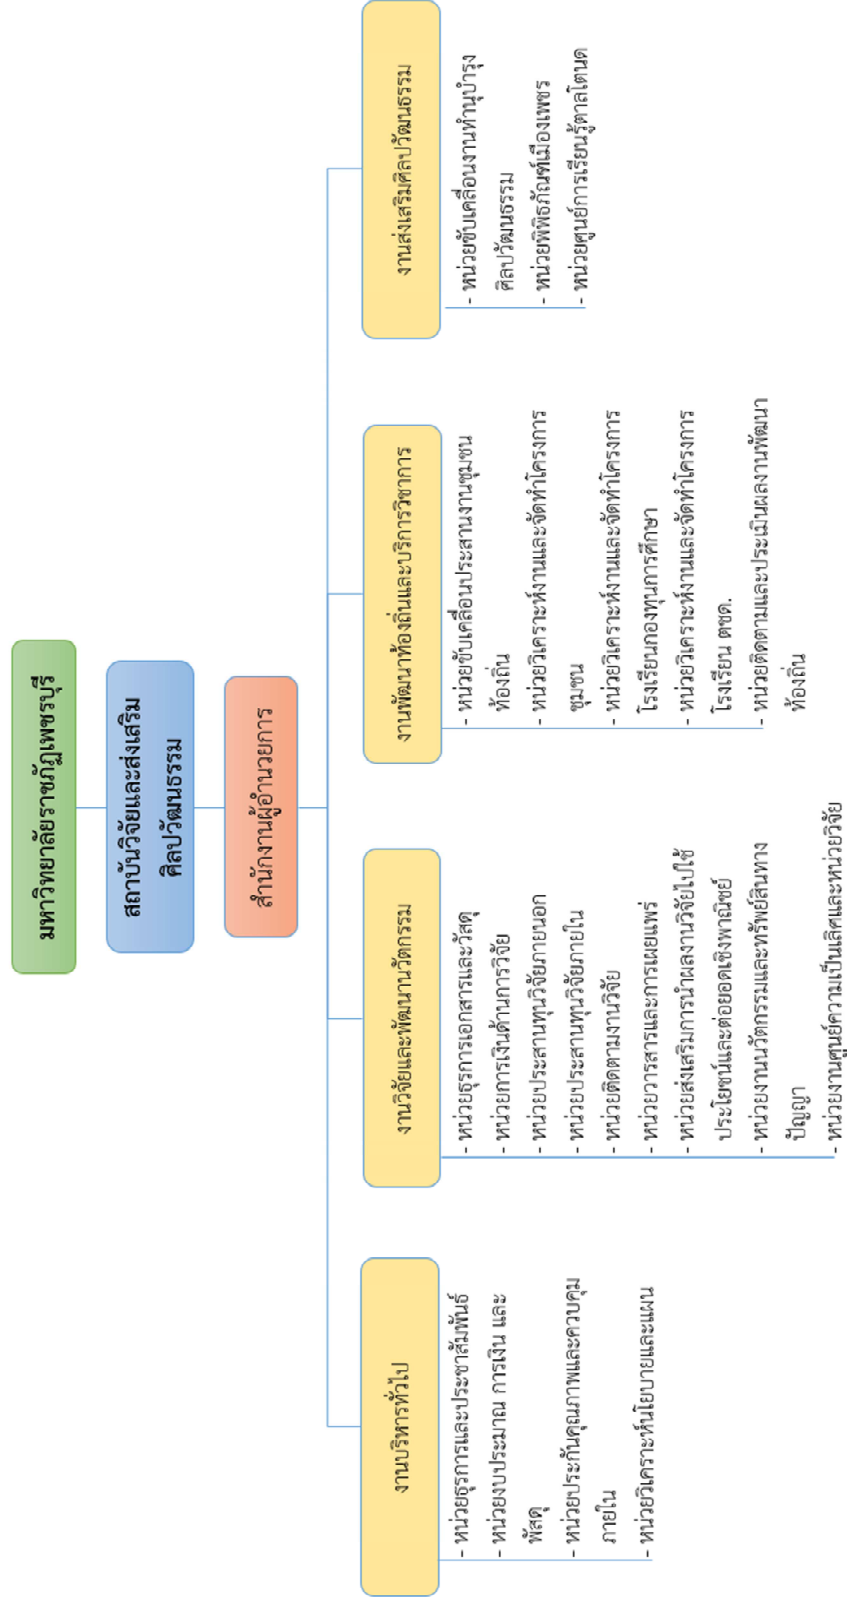 มหาวิทยาลัยราชภัฏเพชรบุรี
สถาบันวิจัยและส่งเสริม
ศิลปวัฒนธรรม
สำนักงานผู้อำนวยการ
งานบริหารทั่วไป
- หน่วยธุรการและประชาสัมพันธ์
- หน่วยงบประมาณ การเงิน และ
พัสดุ
- หน่วยประกันคุณภาพและควบคุม
ภายใน
- หน่วยวิเคราะห์นโยบายและแผน
งานวิจัยและพัฒนานวัตกรรม
- หน่วยธุรการเอกสารและวัสดุ
- หน่วยการเงินด้านการวิจัย
- หน่วยประสานทุนวิจัยภายนอก
- หน่วยประสานทุนวิจัยภายใน
- หน่วยติดตามงานวิจัย
- หน่วยวารสารและการเผยแพร่
- หน่วยส่งเสริมการนำผลงานวิจัยไปใช้
ประโยชน์และต่อยอดเชิงพาณิชย์
- หน่วยงานนวัตกรรมและทรัพย์สินทาง
ปัญญา
- หน่วยงานศูนย์ความเป็นเลิศและหน่วยวิจัย
งานพัฒนาท้องถิ่นและบริการวิชาการ
- หน่วยขับเคลื่อนประสานงานชุมชน
ท้องถิ่น
- หน่วยวิเคราะห์งานและจัดทำโครงการ
ชุมชน
- หน่วยวิเคราะห์งานและจัดทำโครงการ
โรงเรียนกองทุนการศึกษา
- หน่วยวิเคราะห์งานและจัดทำโครงการ
โรงเรียน ตชด.
- หน่วยติดตามและประเมินผลงานพัฒนา
ท้องถิ่น
งานส่งเสริมศิลปวัฒนธรรม
- หน่วยขับเคลื่อนงานทำนุบำรุง
ศิลปวัฒนธรรม
- หน่วยพิพิธภัณฑ์เมืองเพชร
- หน่วยศูนย์การเรียนรู้ตาลโตนด